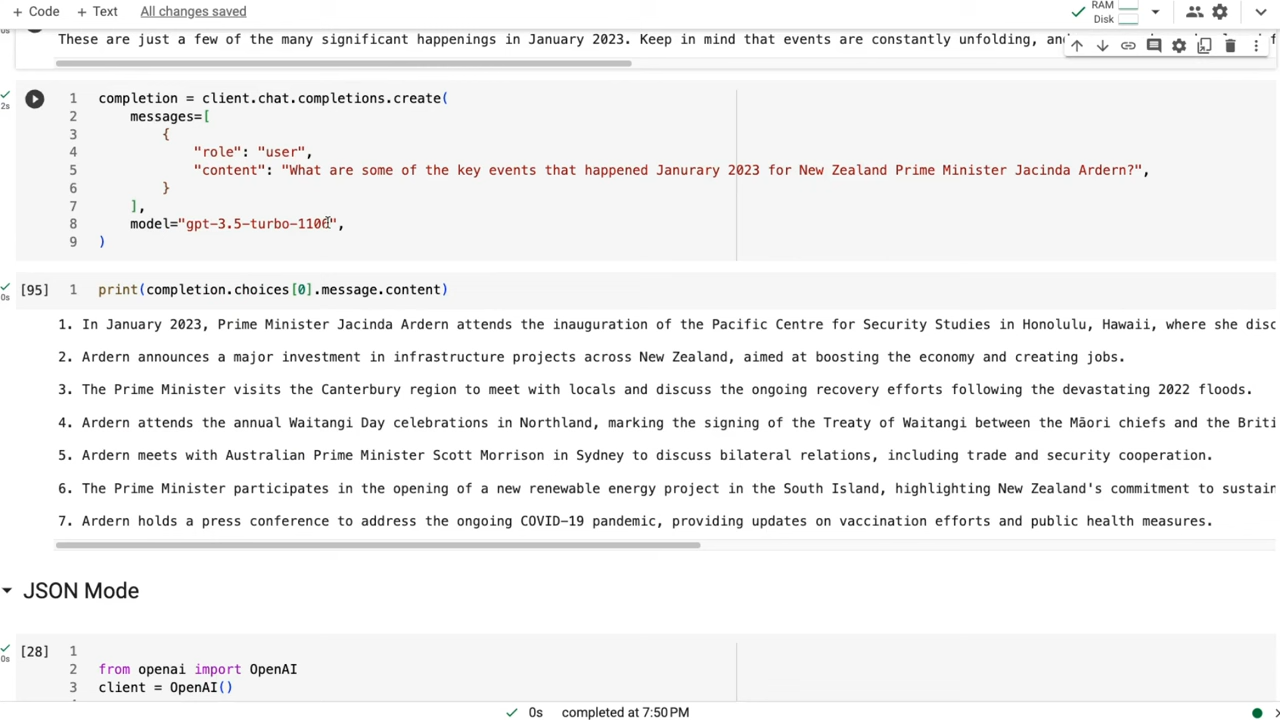 + Code + Text All changes saved
RAM
Disk
0s
These are just a few of the many significant happenings in January 2023. Keep in mind that events are constantly unfolding,
2s
1 completion = client.chat.completions.create(
2 messages=[
3 {
4 "role": "user",
5 "content": "What are some of the key events that happened Janurary 2023 for New Zealand Prime Minister Jacinda Ardern?",
6 }
7 ],
8 model="gpt-3.5-turbo-1106",
9 )
0s
[95] 1 print(completion.choices[0].message.content)
1. In January 2023, Prime Minister Jacinda Ardern attends the inauguration of the Pacific Centre for Security Studies in Honolulu, Hawaii, where she disc
2. Ardern announces a major investment in infrastructure projects across New Zealand, aimed at boosting the economy and creating jobs.
3. The Prime Minister visits the Canterbury region to meet with locals and discuss the ongoing recovery efforts following the devastating 2022 floods.
4. Ardern attends the annual Waitangi Day celebrations in Northland, marking the signing of the Treaty of Waitangi between the Māori chiefs and the Briti
5. Ardern meets with Australian Prime Minister Scott Morrison in Sydney to discuss bilateral relations, including trade and security cooperation.
6. The Prime Minister participates in the opening of a new renewable energy project in the South Island, highlighting New Zealand's commitment to sustain
7. Ardern holds a press conference to address the ongoing COVID-19 pandemic, providing updates on vaccination efforts and public health measures.
JSON Mode
0s
[28] 1
2 from openai import OpenAI
3 client = OpenAI()
0s completed at 7:50 PM